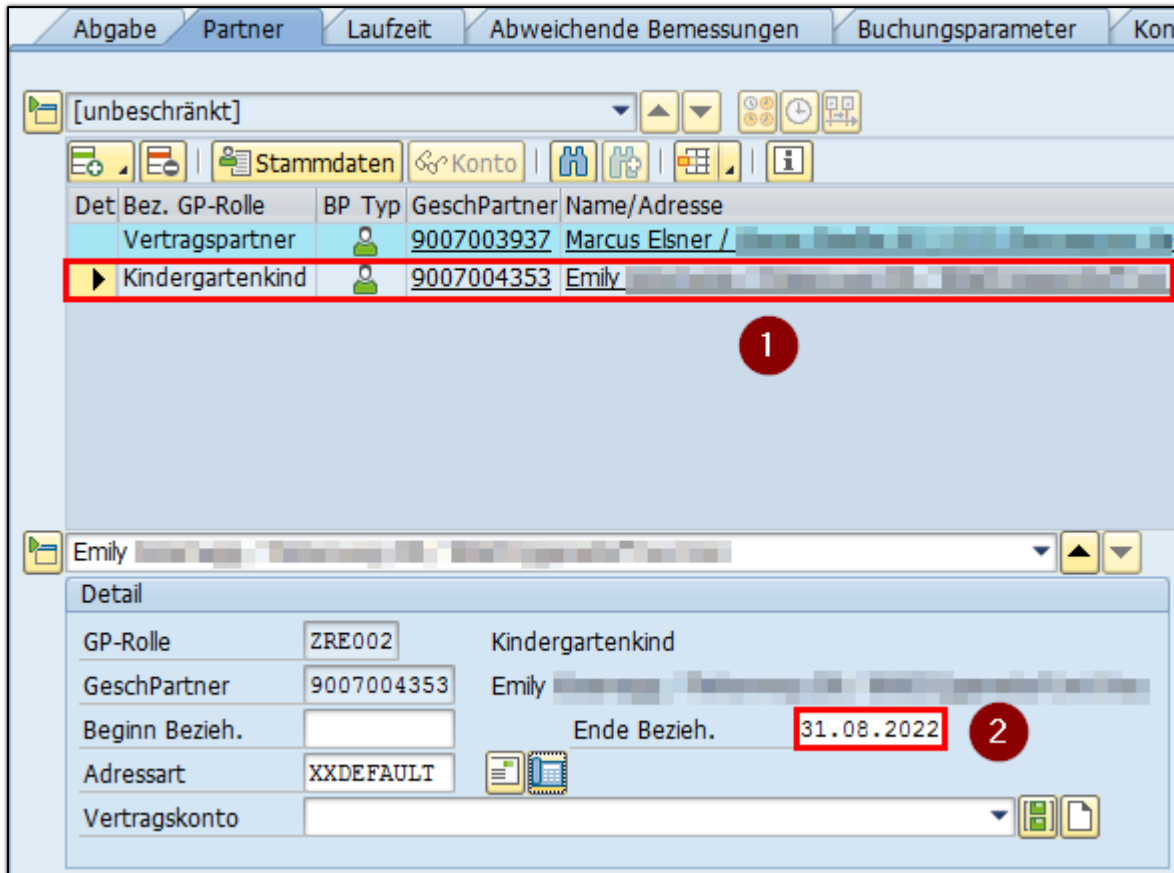 Abgabe Partner Laufzeit Abweichende Bemessungen Buchungsparameter Kon
[unbeschränkt]
Stammdaten Konto
Det Bez. GP-Rolle BP Typ GeschPartner Name/Adresse
Vertragspartner 9007003937 Marcus Elsner /
Kindergartenkind 9007004353 Emily
1
Emily
Detail
GP-Rolle ZRE002 Kindergartenkind
GeschPartner 9007004353 Emily
Beginn Bezieh. Ende Bezieh. 31.08.2022 2
Adressart XXDEFAULT
Vertragskonto